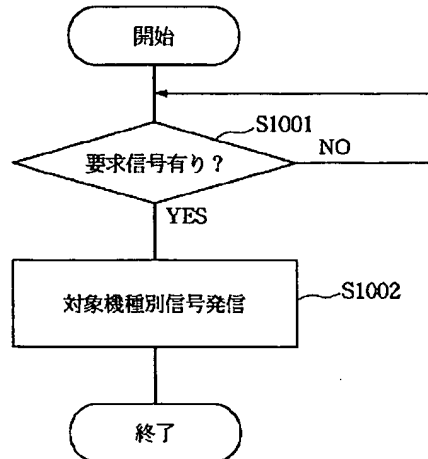 開始
S1001
要求信号有り?
NO
YES
対象機種別信号発信
S1002
終了